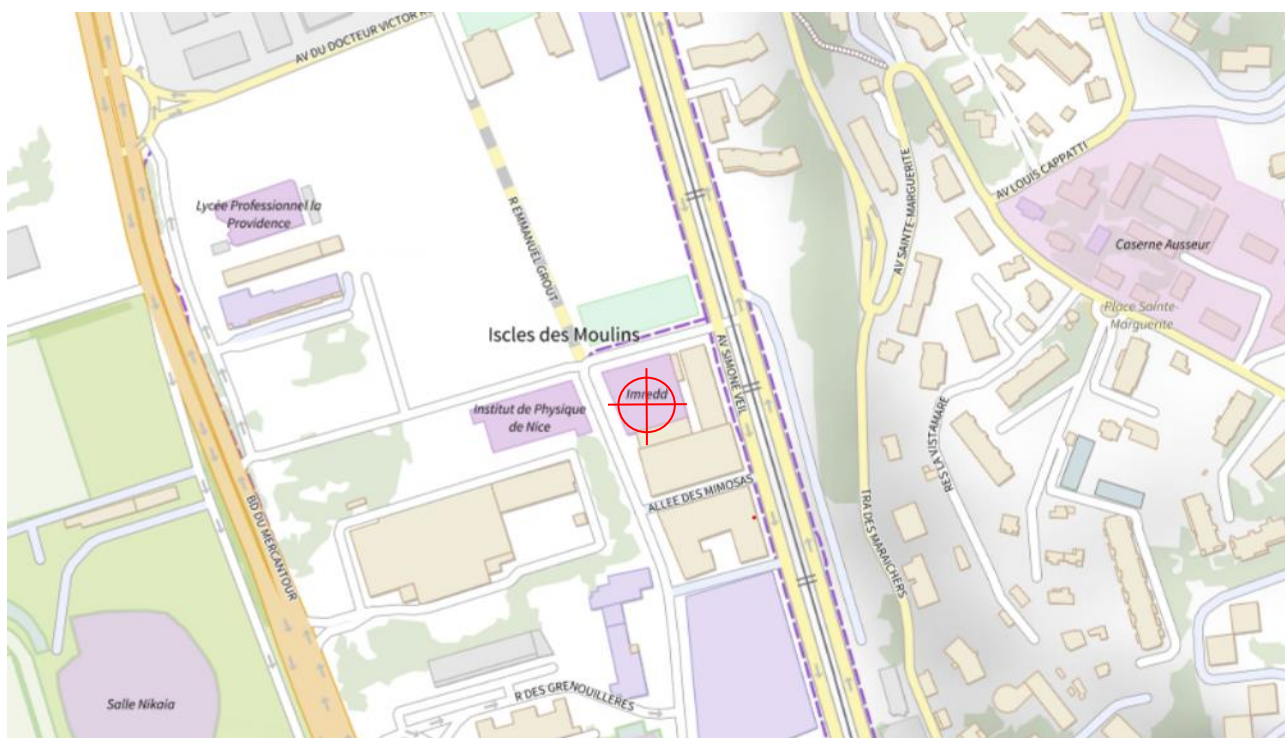 AV DU DOCTEUR VICTOR
R EMMANUEL GROUT
Lycée Professionnel la
Providence
AV SAINTE-MARGUERITE
AV LOUIS CAPPATTI
Caserne Ausseur
Place Sainte-
Marguerite
Iscles des Moulins
AV SIMONE VEIL
Imredd
Institut de Physique
de Nice
RES LA VISTAMARE
ALLEE DES MIMOSAS
TRA DES MARAICHERS
BD DU MERCANTOUR
R DES GRENOUILLERES
Salle Nikaia